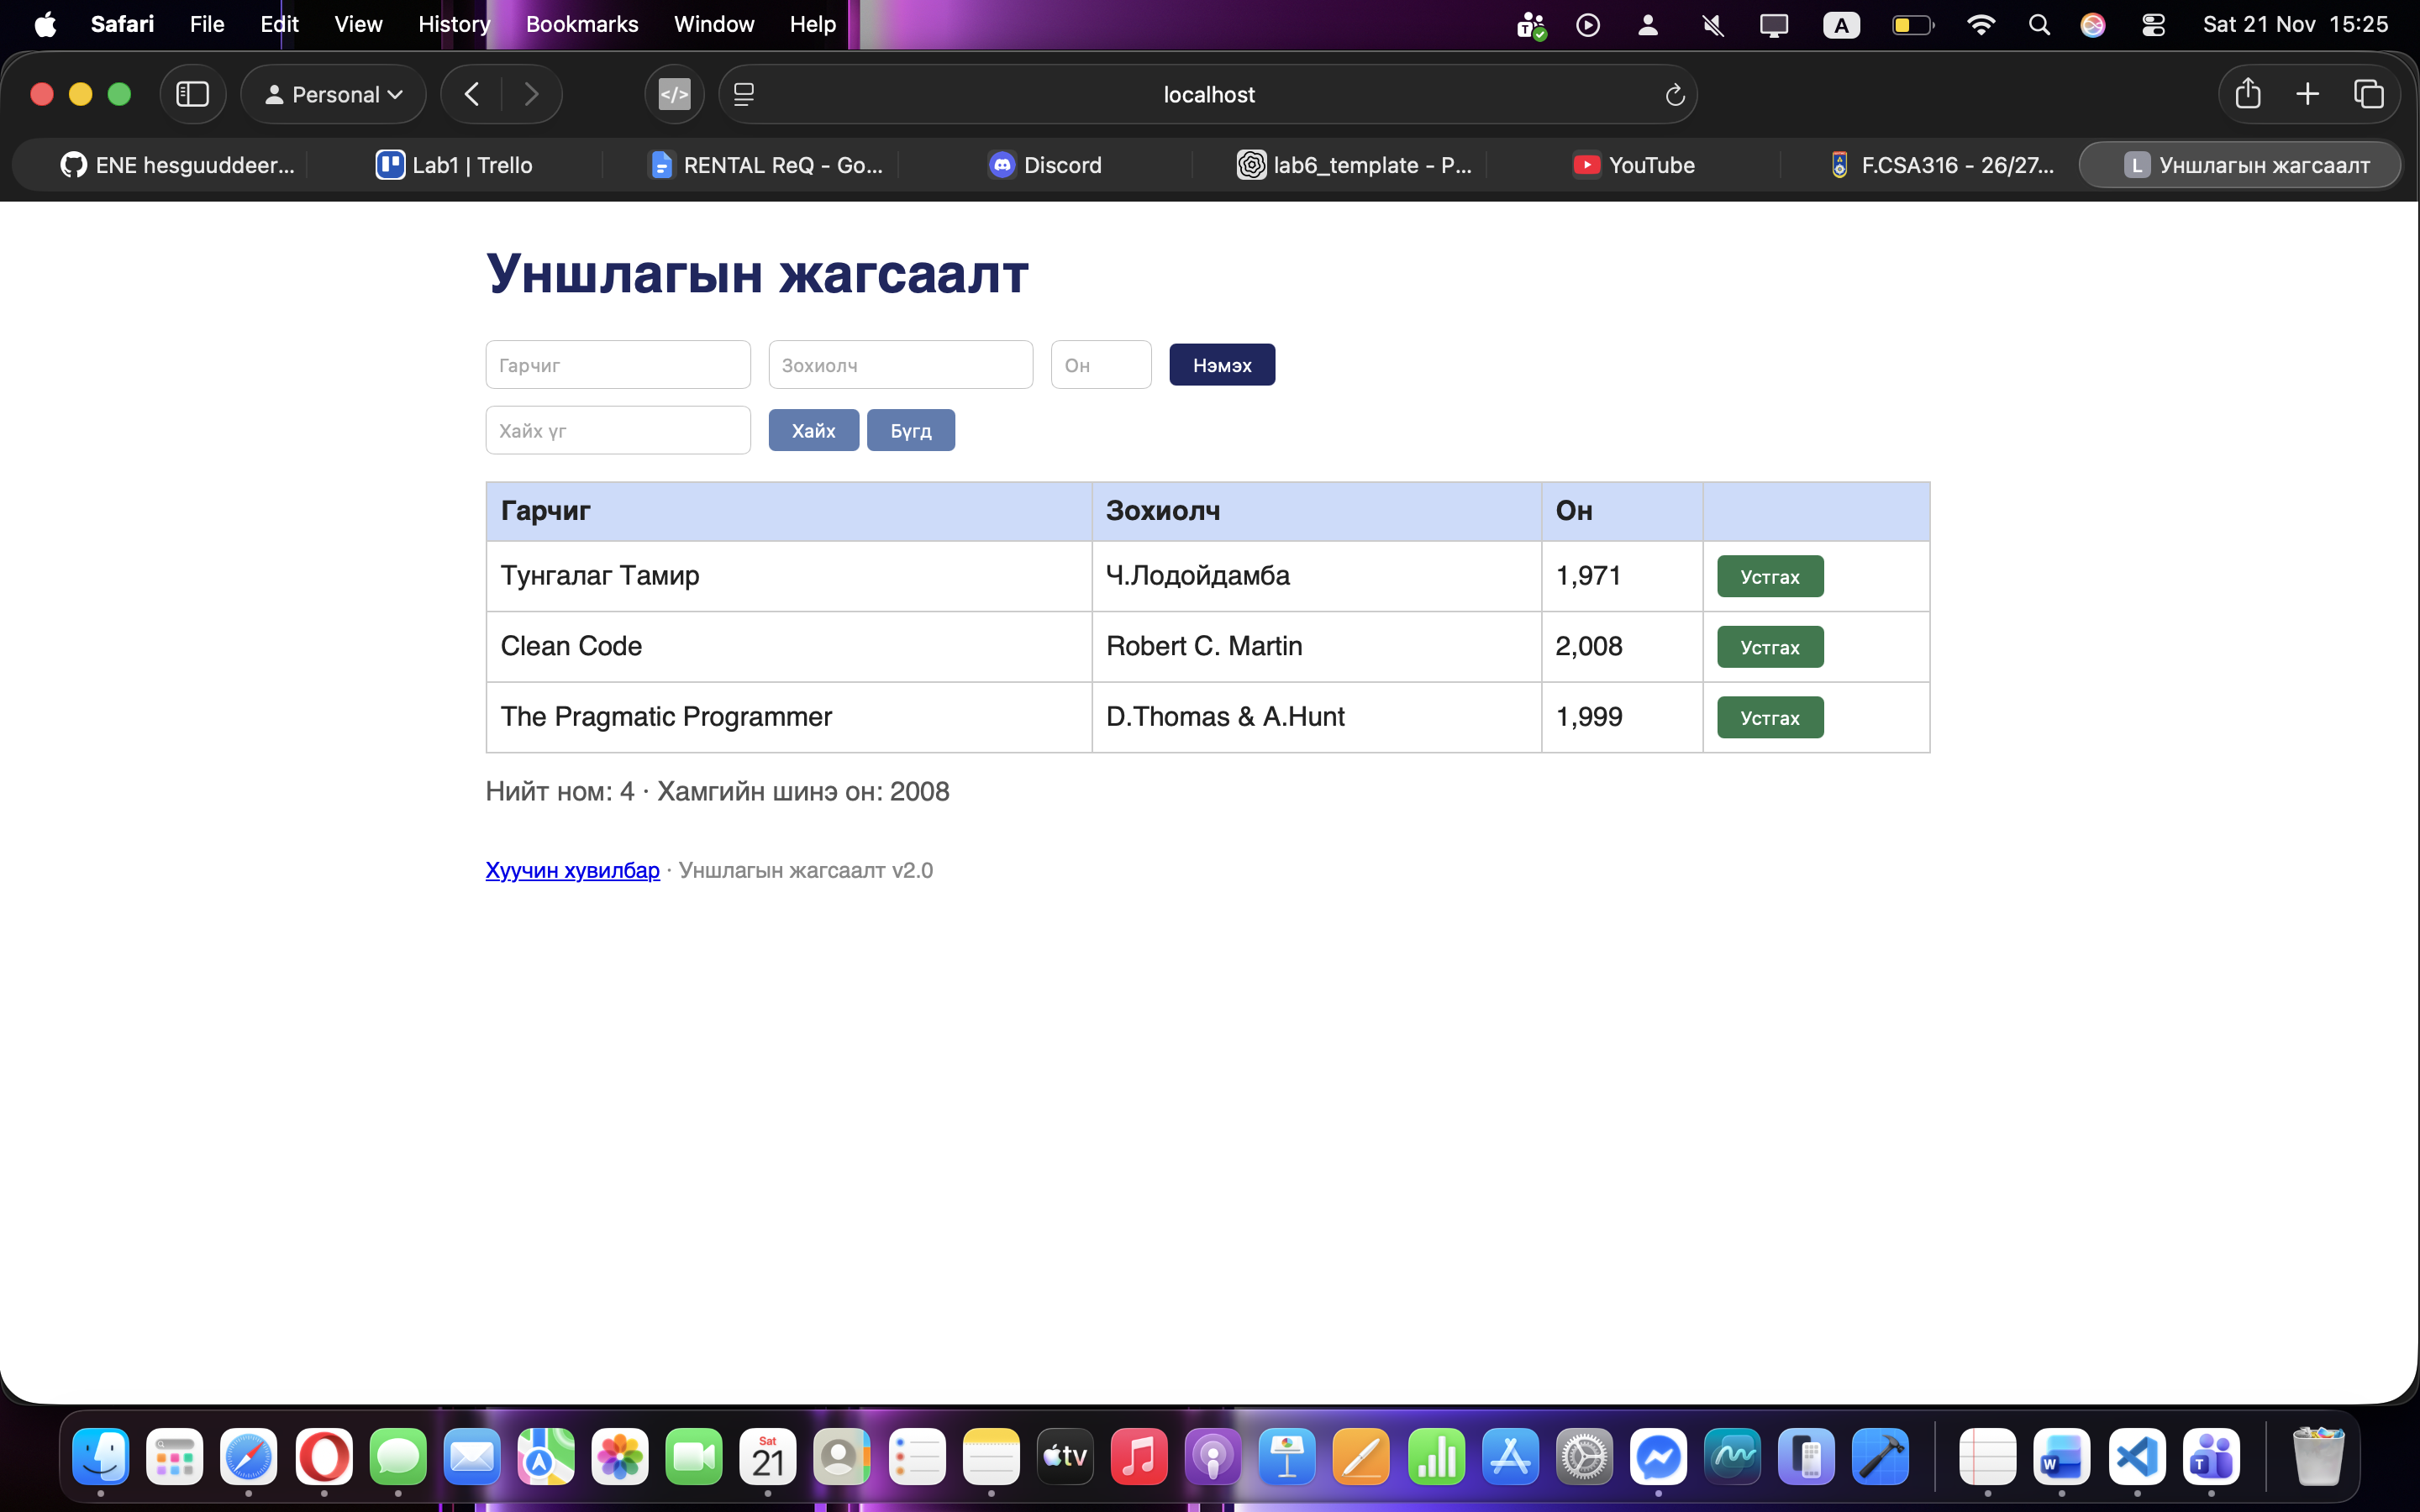 Safari File Edit View History Bookmarks Window Help A Sat 21 Nov 15:25
Personal </> localhost
ENE hesguuddeer... Lab1 | Trello RENTAL ReQ - Go... Discord lab6_template - P... YouTube F.CSA316 - 26/27... L Уншлагын жагсаалт
Уншлагын жагсаалт
Гарчиг Зохиолч Он Нэмэх
Хайх үг Хайх Бүгд
Гарчиг Зохиолч Он
Тунгалаг Тамир Ч.Лодойдамба 1,971 Устгах
Clean Code Robert C. Martin 2,008 Устгах
The Pragmatic Programmer D.Thomas & A.Hunt 1,999 Устгах
Нийт ном: 4 · Хамгийн шинэ он: 2008
Хуучин хувилбар · Уншлагын жагсаалт v2.0
Sat
21
tv
W
T